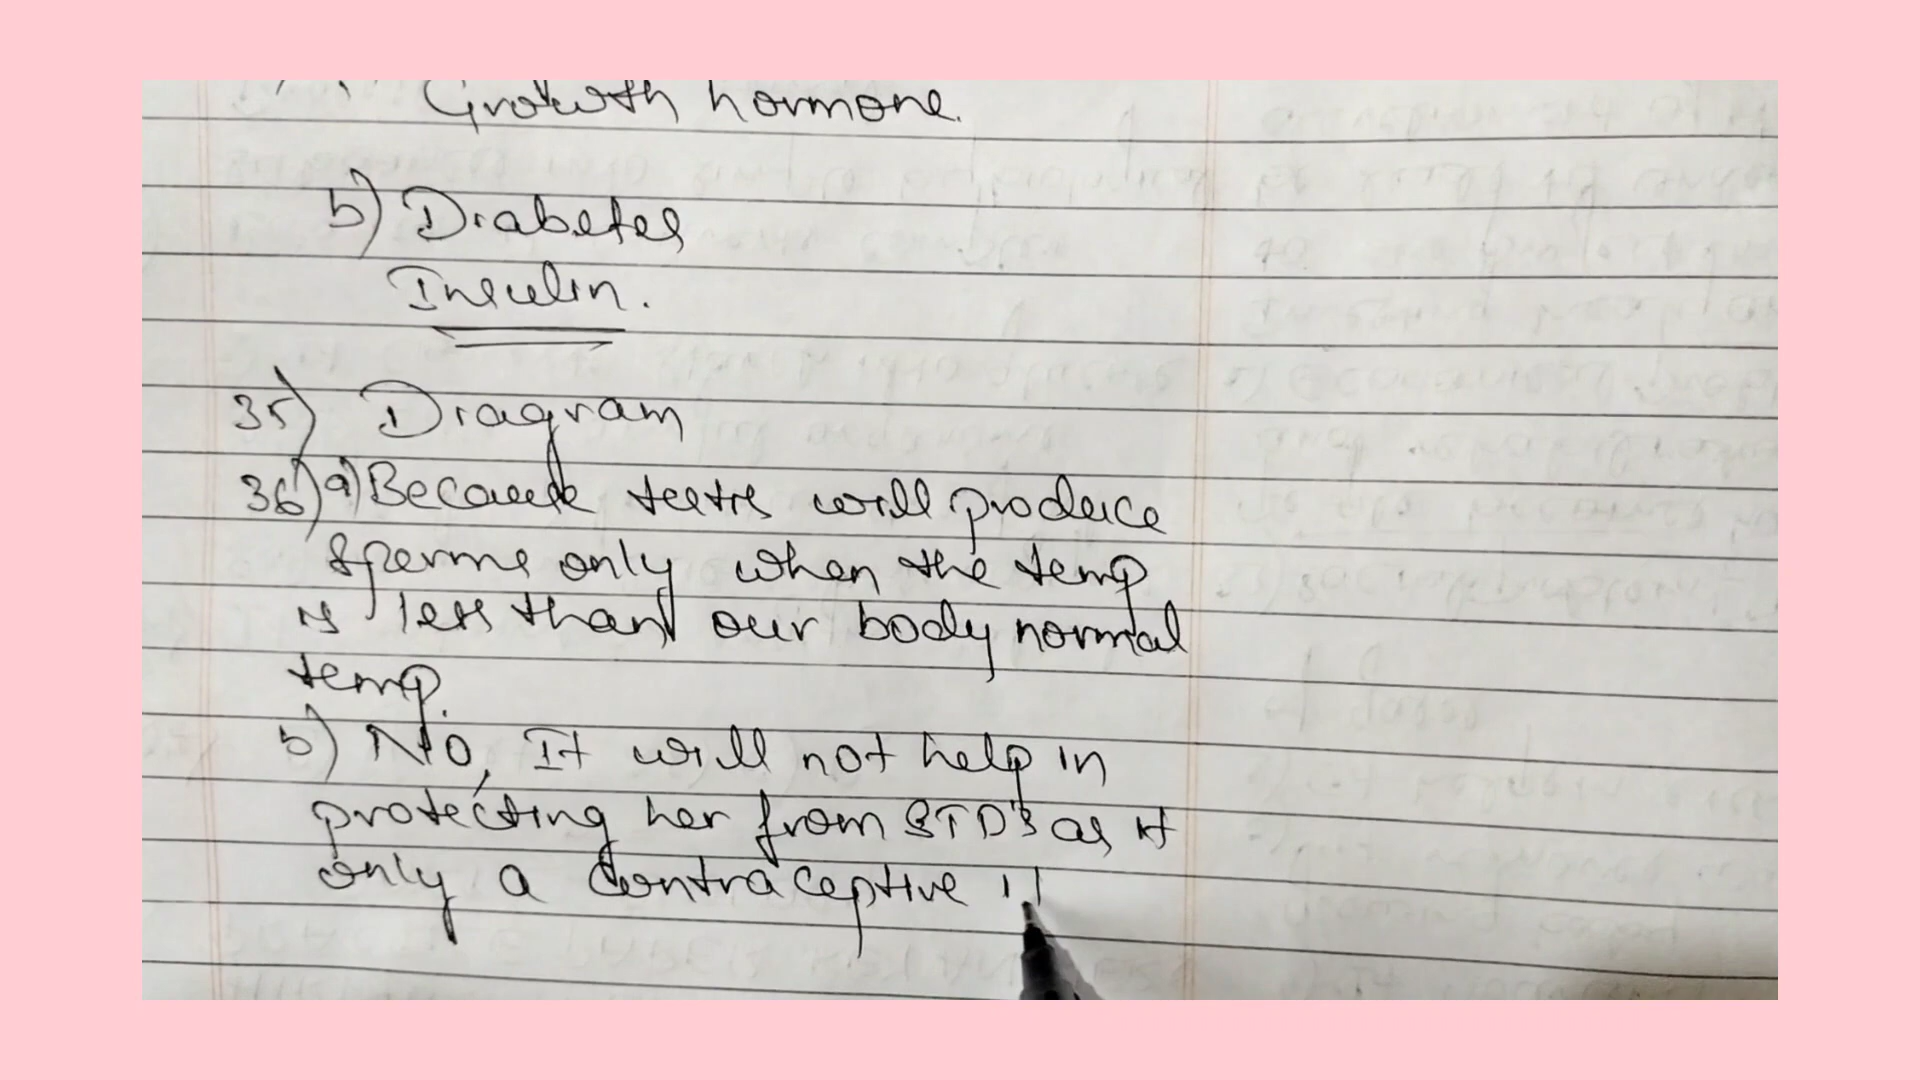 Growth hormone.
b) Diabetes
Insulin.
35) Diagram
36) a) Because testis will produce
sperms only when the temp
is less than our body normal
temp.
b) No, It will not help in
protecting her from STD's as it
only a contraceptive